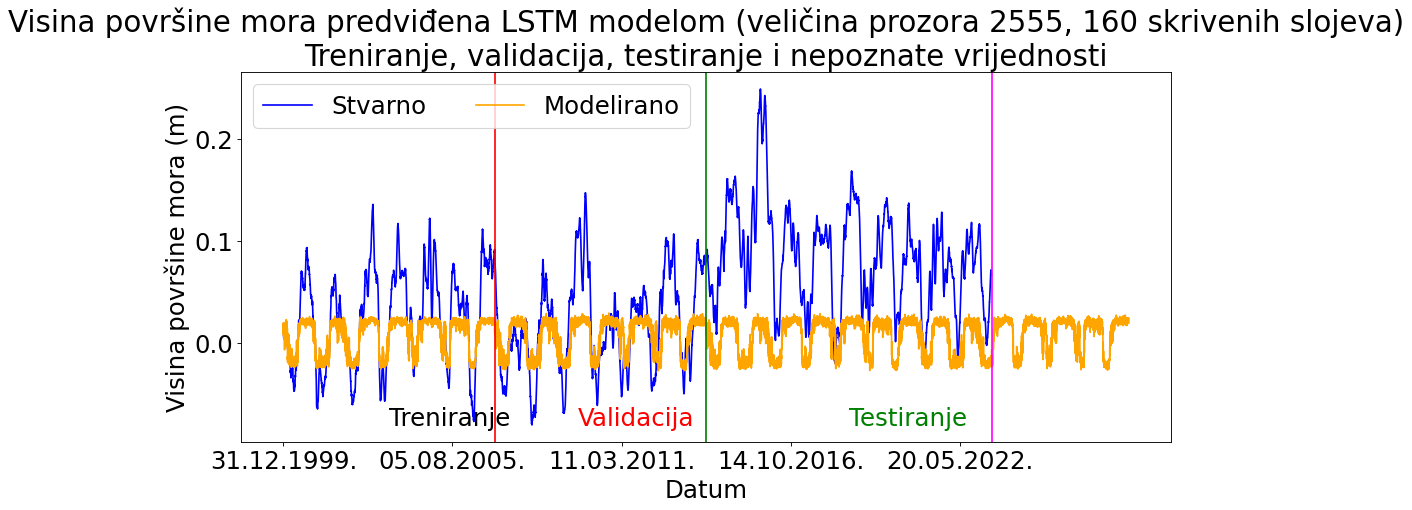 Visina površine mora predviđena LSTM modelom (veličina prozora 2555, 160 skrivenih slojeva)
Treniranje, validacija, testiranje i nepoznate vrijednosti
Stvarno
Modelirano
Visina površine mora (m)
0.2
0.1
0.0
Treniranje
Validacija
Testiranje
31.12.1999.
05.08.2005.
11.03.2011.
14.10.2016.
20.05.2022.
Datum